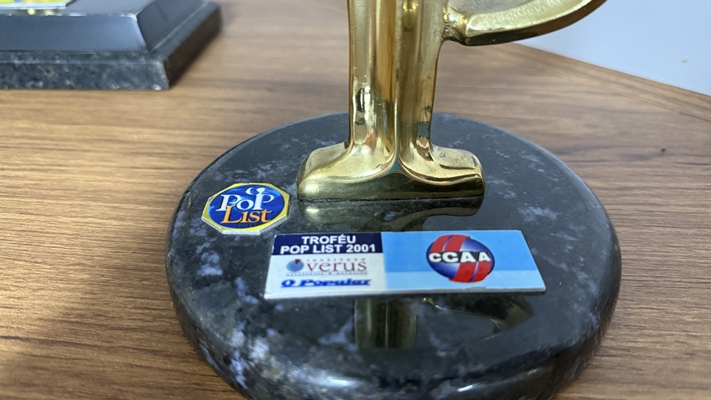 PoP
List
TROFÉU
POP LIST 2001
INSTITUTO
verus
O Popular
CCAA